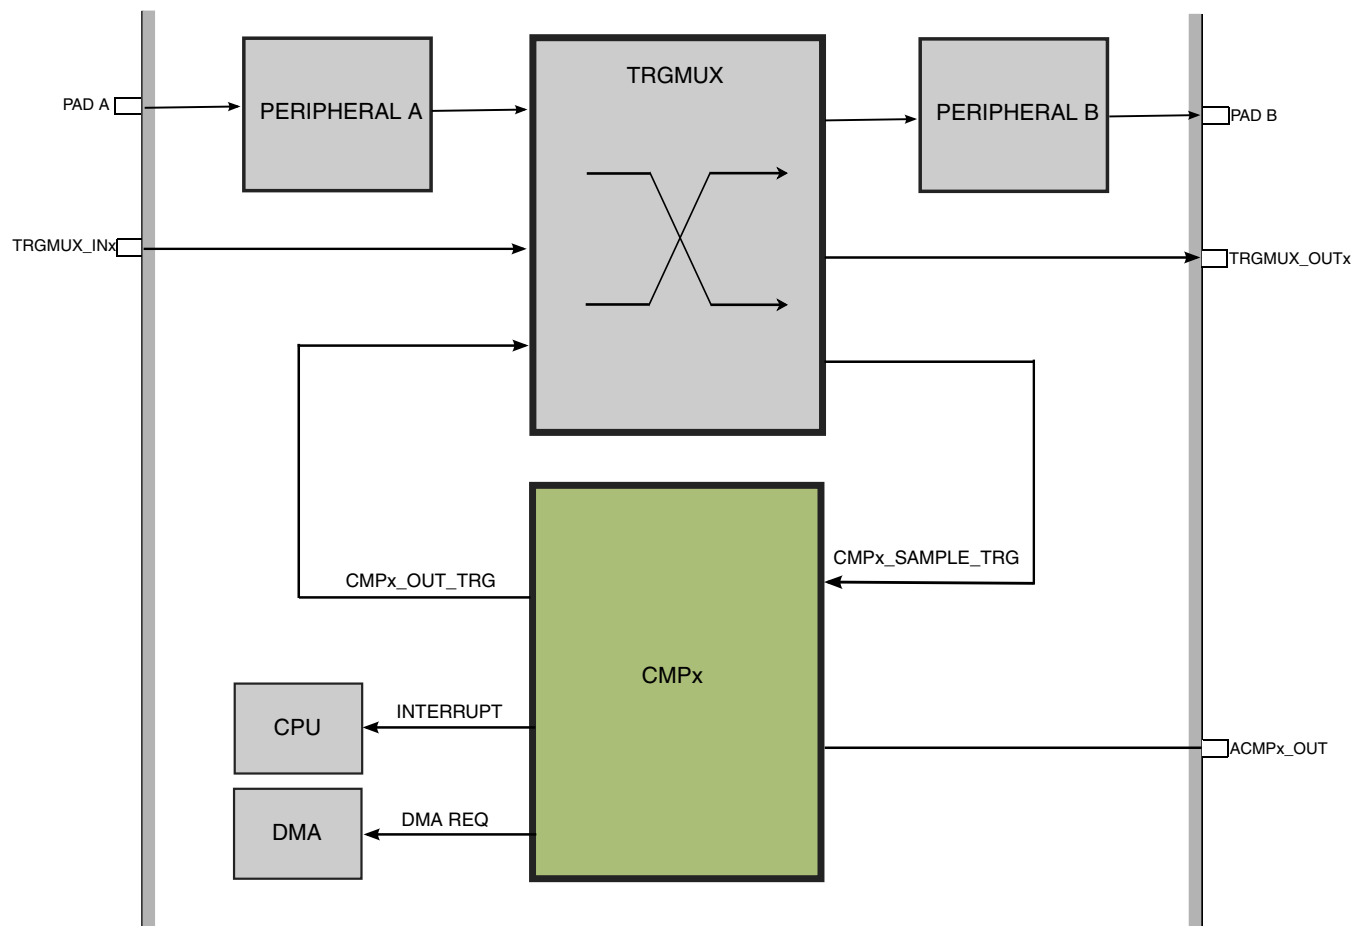 TRGMUX
PAD A
PERIPHERAL A
PERIPHERAL B
PAD B
TRGMUX_INx
TRGMUX_OUTx
CMPx_SAMPLE_TRG
CMPx_OUT_TRG
CMPx
INTERRUPT
CPU
ACMPx_OUT
DMA REQ
DMA